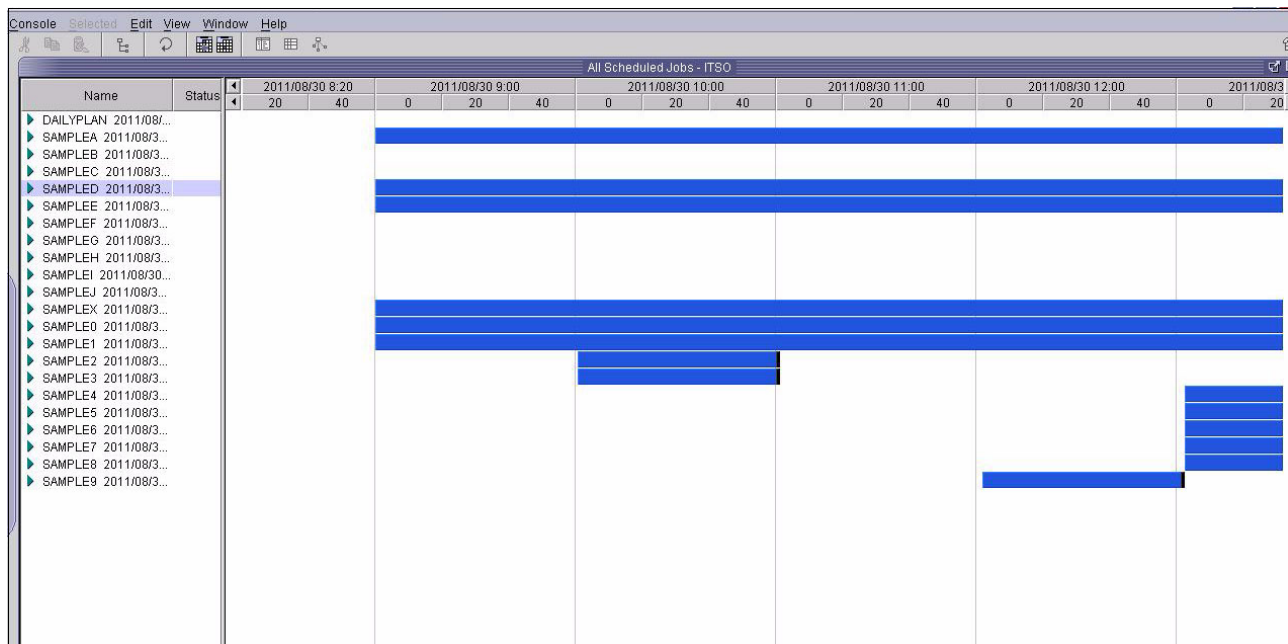 Console Selected Edit View Window Help
All Scheduled Jobs - ITSO
Name Status 2011/08/30 8:20 2011/08/30 9:00 2011/08/30 10:00 2011/08/30 11:00 2011/08/30 12:00 2011/08/3
20 40 0 20 40 0 20 40 0 20 40 0 20 40 0 20
DAILYPLAN 2011/08/...
SAMPLEA 2011/08/3...
SAMPLEB 2011/08/3...
SAMPLEC 2011/08/3...
SAMPLED 2011/08/3...
SAMPLEE 2011/08/3...
SAMPLEF 2011/08/3...
SAMPLEG 2011/08/3...
SAMPLEH 2011/08/3...
SAMPLEI 2011/08/30...
SAMPLEJ 2011/08/3...
SAMPLEX 2011/08/3...
SAMPLE0 2011/08/3...
SAMPLE1 2011/08/3...
SAMPLE2 2011/08/3...
SAMPLE3 2011/08/3...
SAMPLE4 2011/08/3...
SAMPLE5 2011/08/3...
SAMPLE6 2011/08/3...
SAMPLE7 2011/08/3...
SAMPLE8 2011/08/3...
SAMPLE9 2011/08/3...